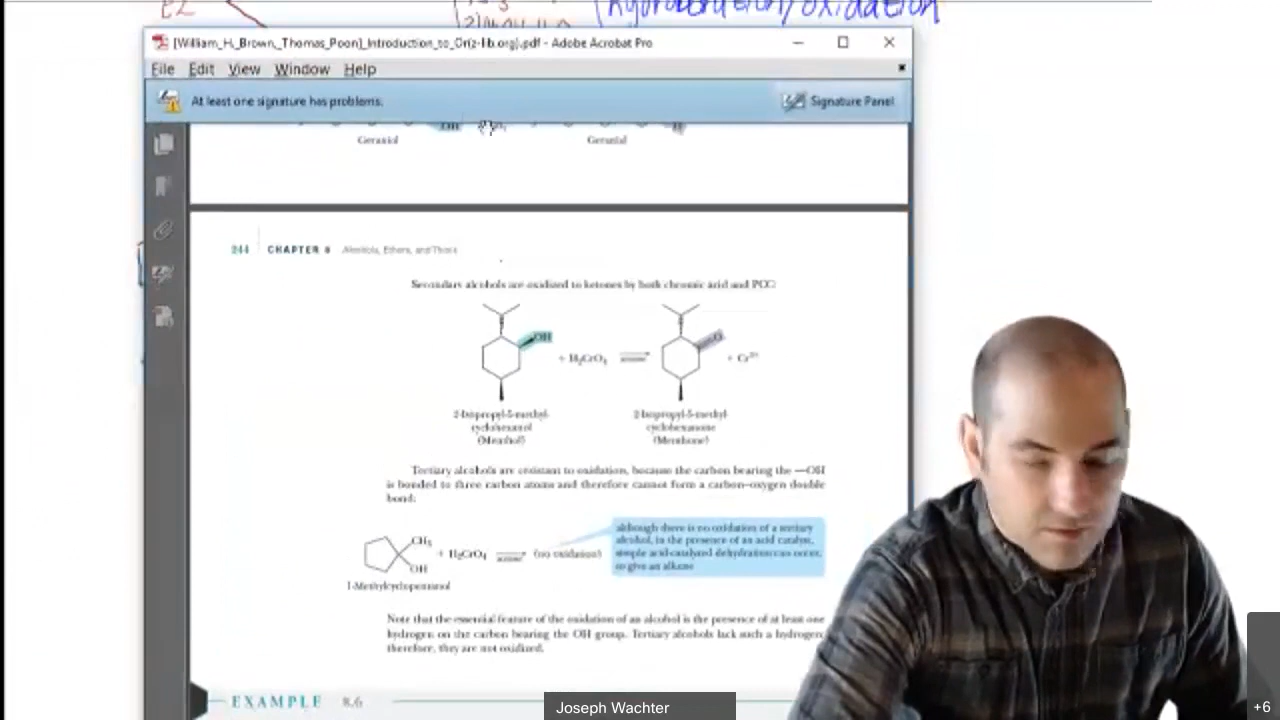 E2
(hydroboration/oxidation
[William_H._Brown,_Thomas_Poon]_Introduction_to_Or(z-lib.org).pdf - Adobe Acrobat Pro
File Edit View Window Help
At least one signature has problems.
Signature Panel
OH
Geraniol Geranial
244 CHAPTER 8 Alcohols, Ethers, and Thiols
Secondary alcohols are oxidized to ketones by both chromic acid and PCC:
OH O
+ H₂CrO₄ acetone + Cr³⁺
2-Isopropyl-5-methyl- 2-Isopropyl-5-methyl-
cyclohexanol cyclohexanone
(Menthol) (Menthone)
Tertiary alcohols are resistant to oxidation, because the carbon bearing the —OH
is bonded to three carbon atoms and therefore cannot form a carbon–oxygen double
bond:
CH₃
+ H₂CrO₄ acetone (no oxidation)
OH
1-Methylcyclopentanol
although there is no oxidation of a tertiary
alcohol, in the presence of an acid catalyst,
simple acid-catalyzed dehydration can occur,
to give an alkene
Note that the essential feature of the oxidation of an alcohol is the presence of at least one
hydrogen on the carbon bearing the OH group. Tertiary alcohols lack such a hydrogen;
therefore, they are not oxidized.
EXAMPLE 8.6
Joseph Wachter
+6